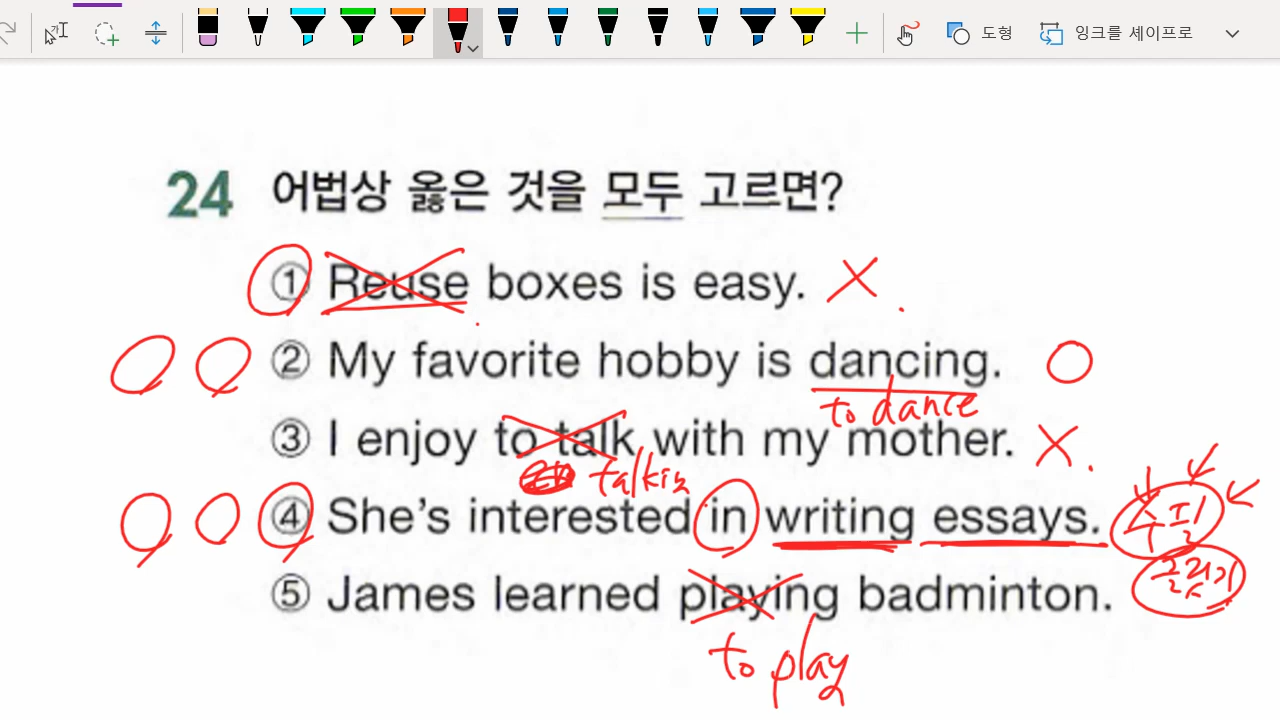 도형 잉크를 셰이프로
24 어법상 옳은 것을 모두 고르면?
① Reuse boxes is easy.
② My favorite hobby is dancing.
to dance
③ I enjoy to talk with my mother.
talkin
④ She's interested in writing essays. 수필
글짓기
⑤ James learned playing badminton.
to play